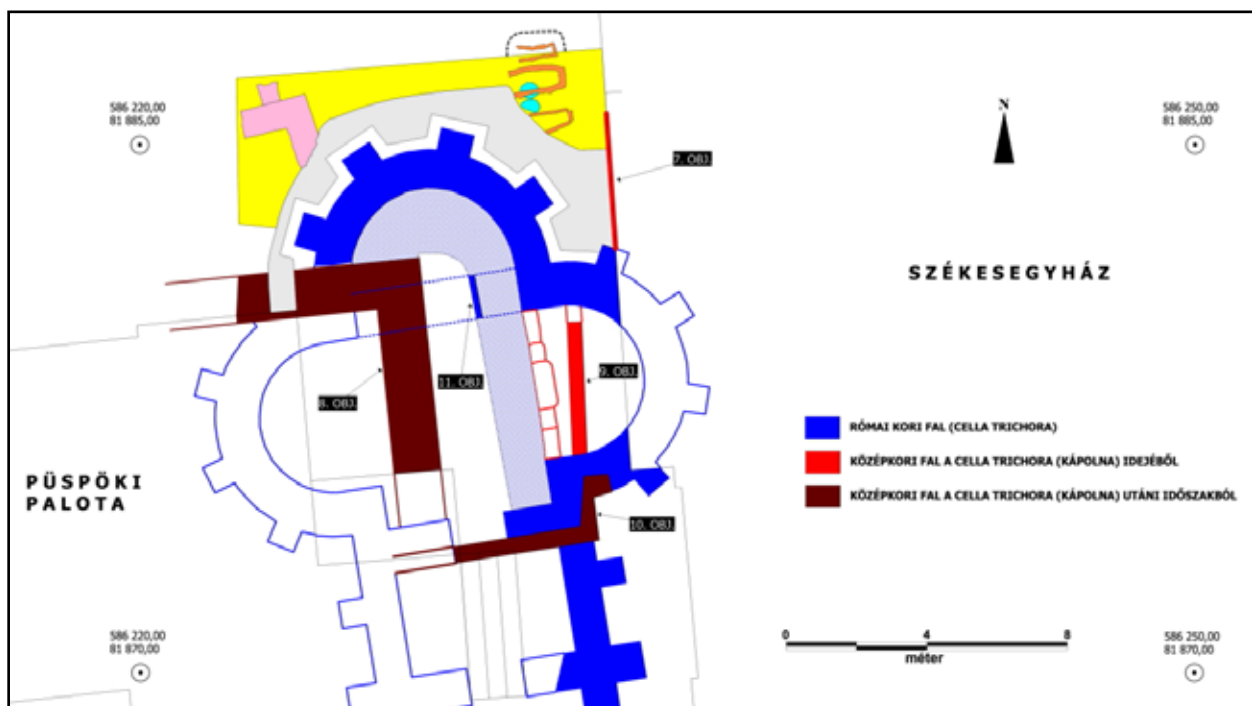 586 220,00
81 885,00
586 250,00
81 885,00
N
7. OBJ.
SZÉKESEGYHÁZ
11. OBJ.
9. OBJ.
8. OBJ.
RÓMAI KORI FAL (CELLA TRICHORA)
KÖZÉPKORI FAL A CELLA TRICHORA (KÁPOLNA) IDEJÉBŐL
KÖZÉPKORI FAL A CELLA TRICHORA (KÁPOLNA) UTÁNI IDŐSZAKBÓL
PÜSPÖKI
PALOTA
10. OBJ.
586 220,00
81 870,00
0 4 8
méter
586 250,00
81 870,00